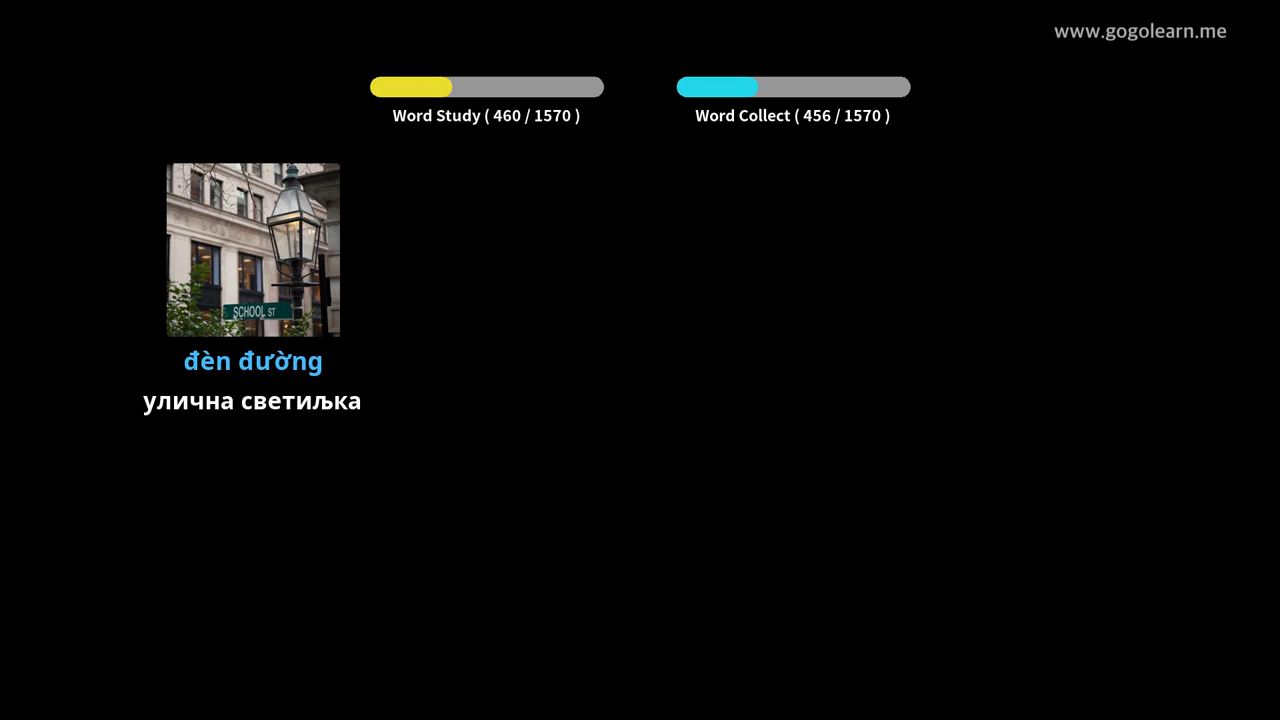 www.gogolearn.me
Word Study ( 460 / 1570 )
Word Collect ( 456 / 1570 )
SCHOOL ST
đèn đường
улична светиљка